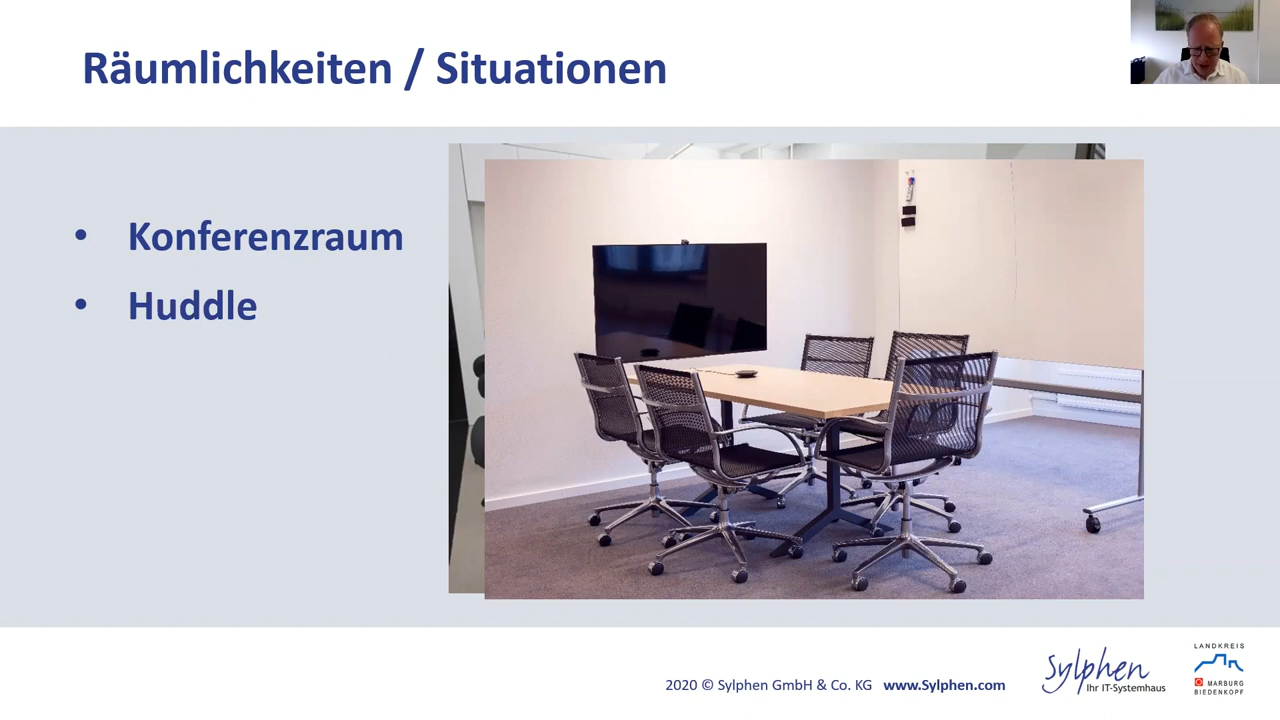 Räumlichkeiten / Situationen
• Konferenzraum
• Huddle
2020 © Sylphen GmbH & Co. KG www.Sylphen.com
Sylphen
Ihr IT-Systemhaus
LANDKREIS
MARBURG
BIEDENKOPF